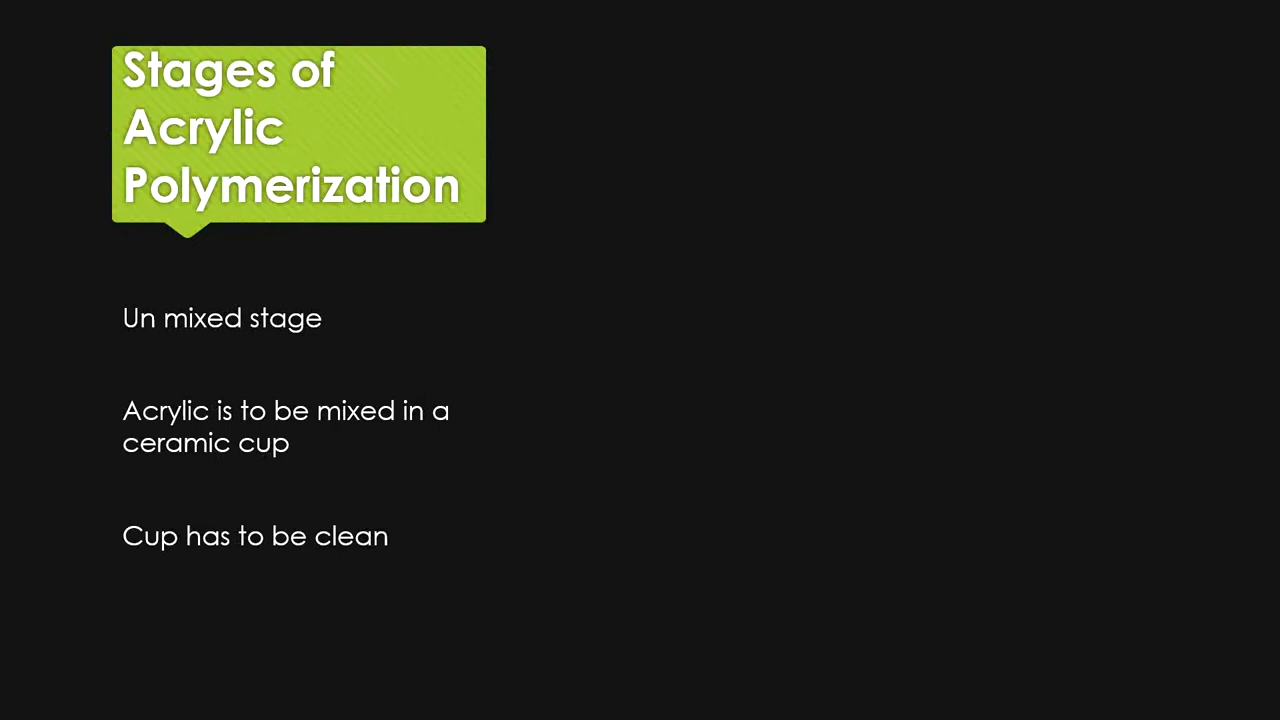 Stages of
Acrylic
Polymerization
Un mixed stage
Acrylic is to be mixed in a
ceramic cup
Cup has to be clean